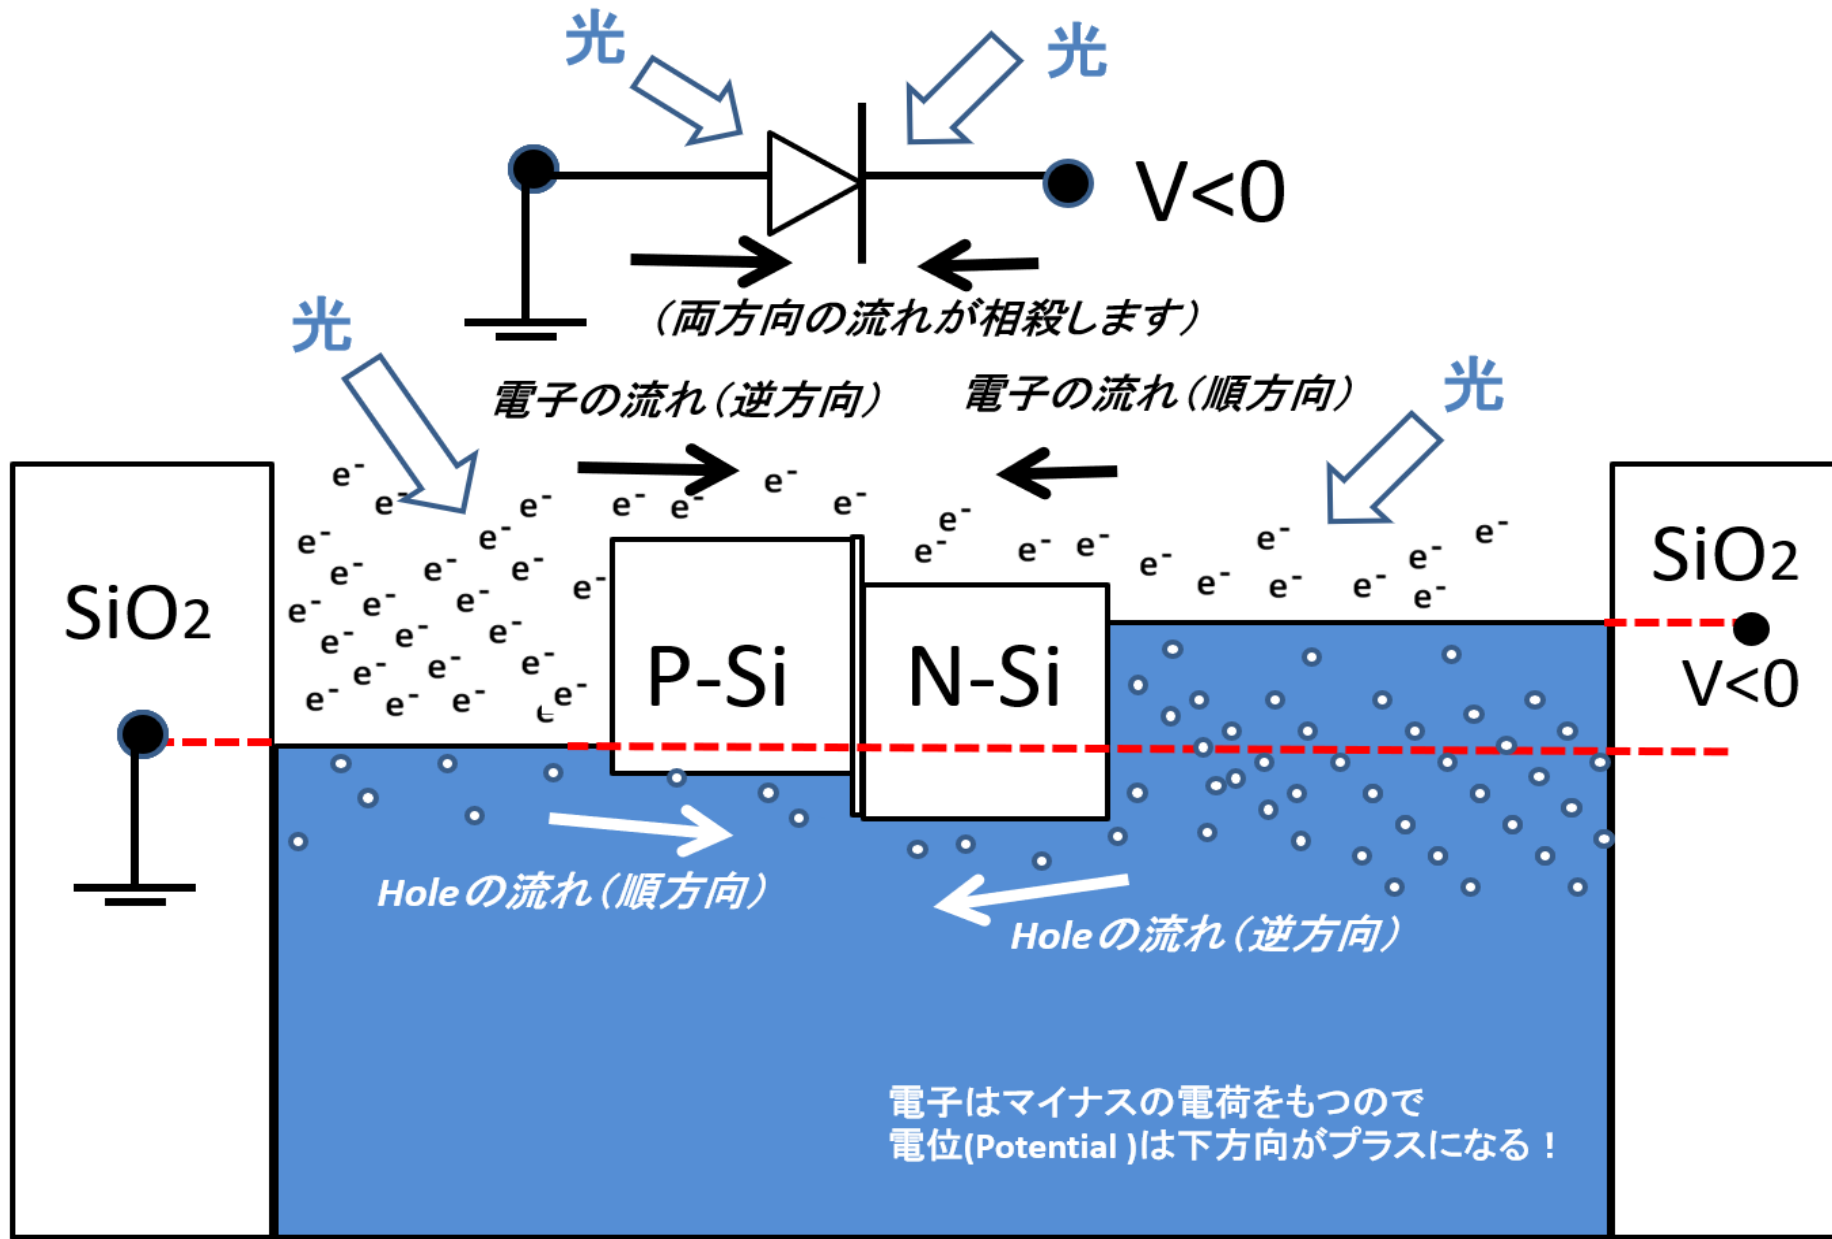 光
光
V<0
(両方向の流れが相殺します)
光
電子の流れ(逆方向)
電子の流れ(順方向)
光
e⁻ e⁻ e⁻ e⁻ e⁻ e⁻ e⁻ e⁻ e⁻ e⁻ e⁻ e⁻ e⁻ e⁻ e⁻ e⁻ e⁻ e⁻ e⁻ e⁻ e⁻ e⁻ e⁻ e⁻ e⁻ e⁻ e⁻ e⁻ e⁻ e⁻
e⁻ e⁻ e⁻ e⁻ e⁻ e⁻ e⁻ e⁻ e⁻ e⁻ e⁻ e⁻ e⁻
SiO2
SiO2
P-Si
N-Si
V<0
Holeの流れ(順方向)
Holeの流れ(逆方向)
電子はマイナスの電荷をもつので
電位(Potential )は下方向がプラスになる！